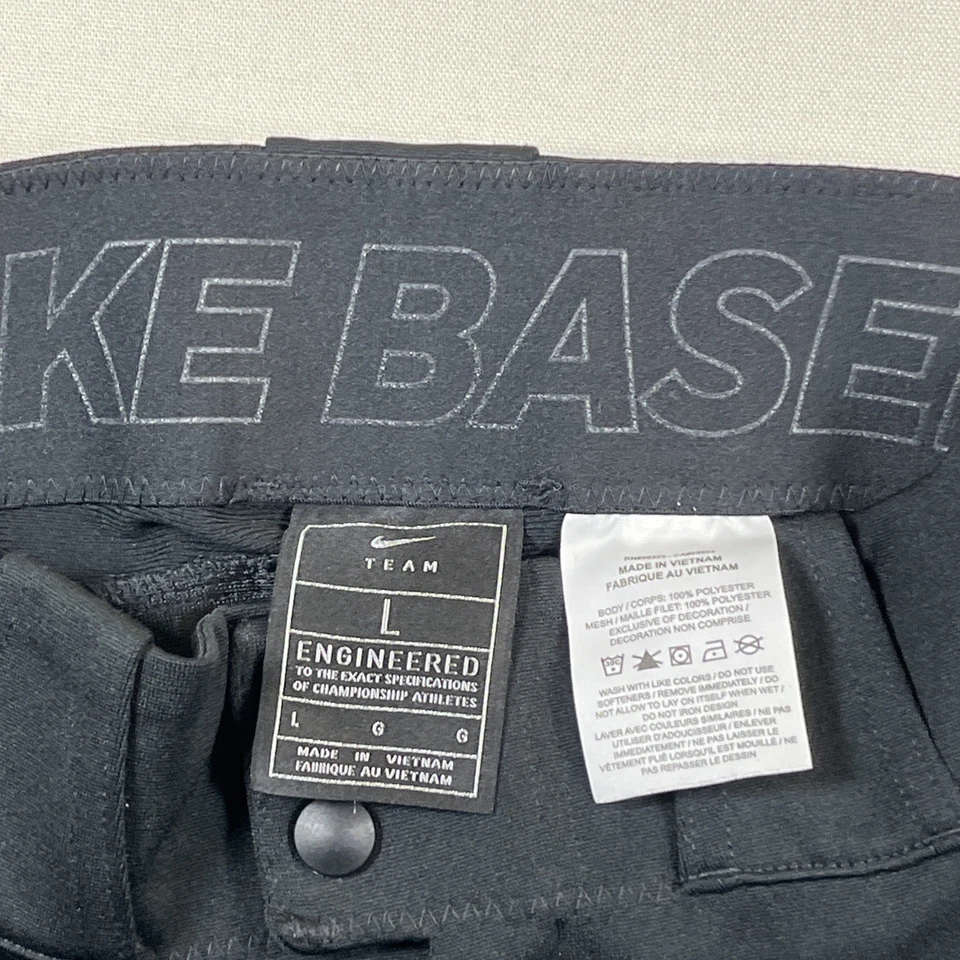 KE BASE
TEAM
L
ENGINEERED
TO THE EXACT SPECIFICATIONS
OF CHAMPIONSHIP ATHLETES
L G G
MADE IN VIETNAM
FABRIQUE AU VIETNAM
MADE IN VIETNAM
FABRIQUE AU VIETNAM
BODY / CORPS: 100% POLYESTER
MESH / MAILLE FILET: 100% POLYESTER
EXCLUSIVE OF DECORATION /
DECORATION NON COMPRISE
30C
WASH WITH LIKE COLORS / DO NOT USE
SOFTENERS / REMOVE IMMEDIATELY / DO
NOT ALLOW TO LAY ON ITSELF WHEN WET /
DO NOT IRON DESIGN
LAVER AVEC COULEURS SIMILAIRES / NE PAS
UTILISER D'ADOUCISSEUR / ENLEVER
IMMEDIATEMENT / NE PAS LAISSER LE
VÊTEMENT PLIÉ LORSQU'IL EST MOUILLÉ / NE
PAS REPASSER LE DESSIN